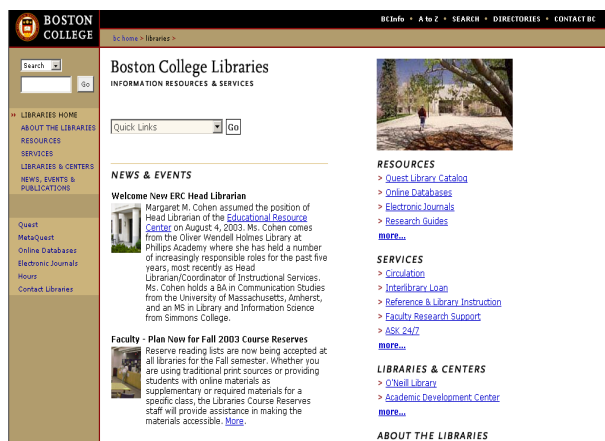 BOSTON
COLLEGE
BCInfo • A to Z • SEARCH • DIRECTORIES • CONTACT BC
bc home > libraries >
Search
Go
» LIBRARIES HOME
ABOUT THE LIBRARIES
RESOURCES
SERVICES
LIBRARIES & CENTERS
NEWS, EVENTS &
PUBLICATIONS
Quest
MetaQuest
Online Databases
Electronic Journals
Hours
Contact Libraries
Boston College Libraries
INFORMATION RESOURCES & SERVICES
Quick Links
Go
NEWS & EVENTS
Welcome New ERC Head Librarian
Margaret M. Cohen assumed the position of
Head Librarian of the Educational Resource
Center on August 4, 2003. Ms. Cohen comes
from the Oliver Wendell Holmes Library at
Phillips Academy where she has held a number
of increasingly responsible roles for the past five
years, most recently as Head
Librarian/Coordinator of Instructional Services.
Ms. Cohen holds a BA in Communication Studies
from the University of Massachusetts, Amherst,
and an MS in Library and Information Science
from Simmons College.
Faculty - Plan Now for Fall 2003 Course Reserves
Reserve reading lists are now being accepted at
all libraries for the Fall semester. Whether you
are using traditional print sources or providing
students with online materials as
supplementary or required materials for a
specific class, the Libraries Course Reserves
staff will provide assistance in making the
materials accessible. More.
RESOURCES
> Quest Library Catalog
> Online Databases
> Electronic Journals
> Research Guides
more...
SERVICES
> Circulation
> Interlibrary Loan
> Reference & Library Instruction
> Faculty Research Support
> ASK 24/7
more...
LIBRARIES & CENTERS
> O'Neill Library
> Academic Development Center
more...
ABOUT THE LIBRARIES